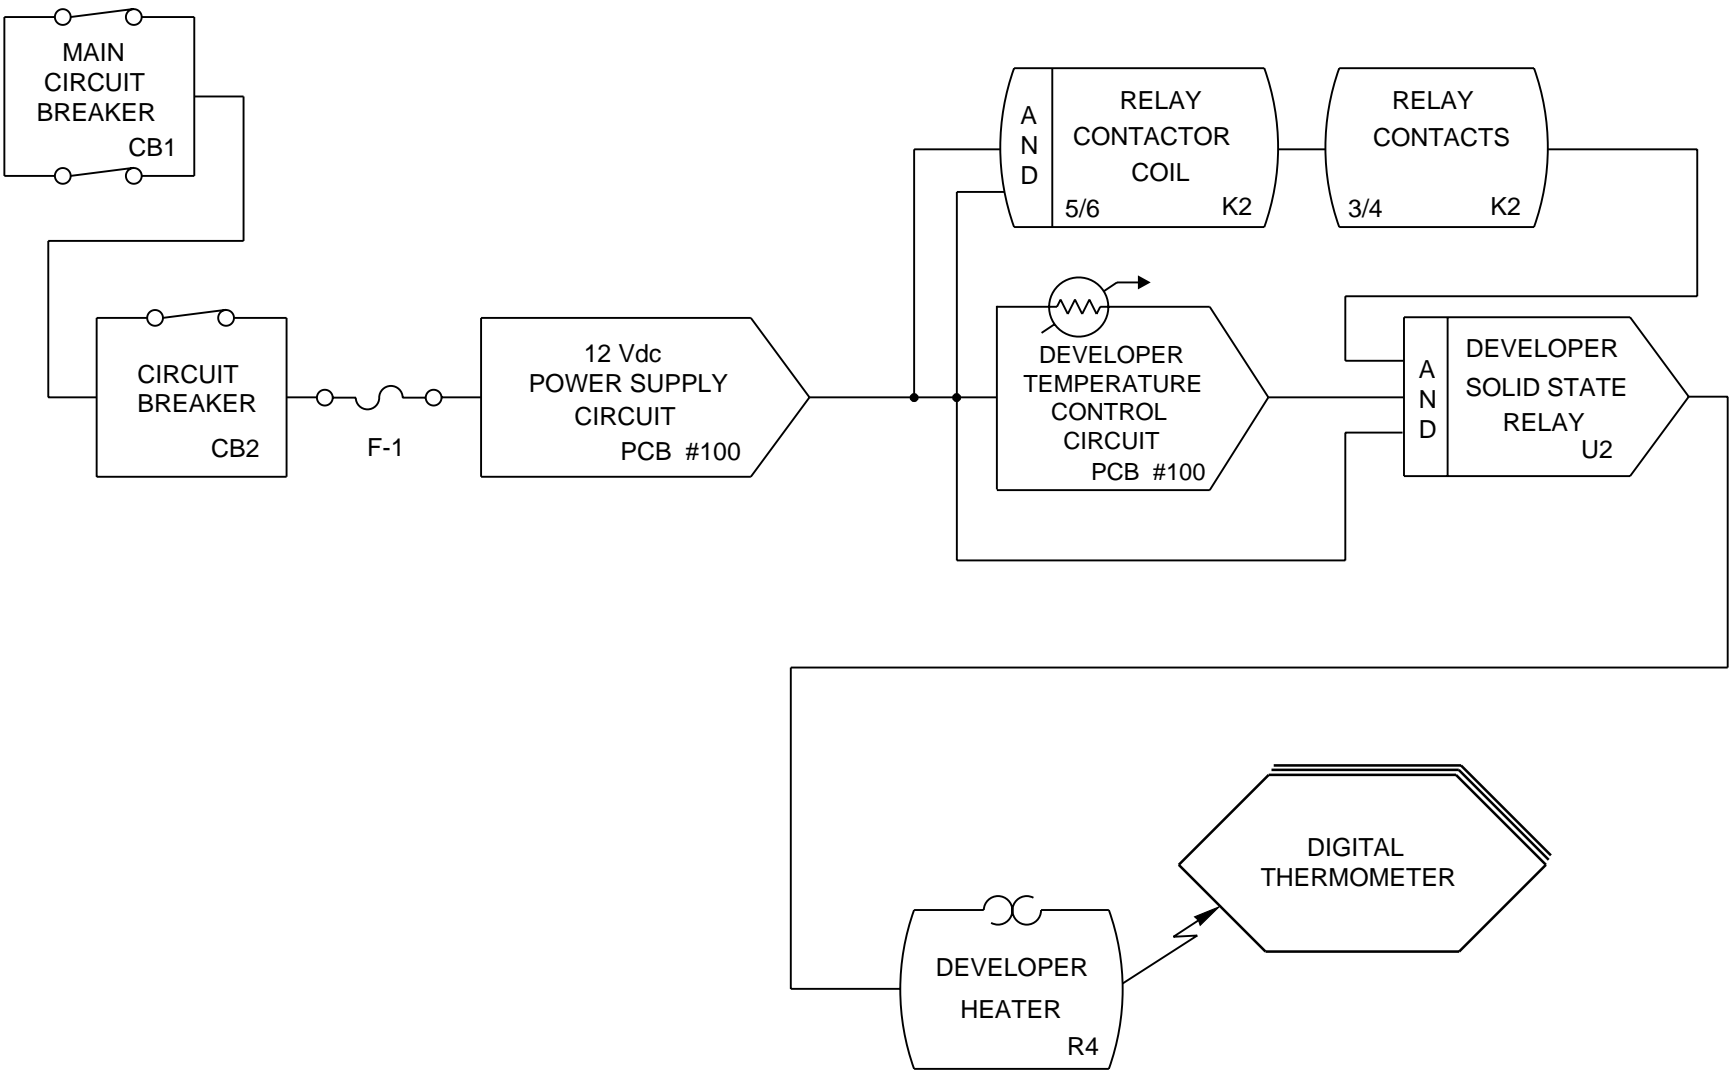 MAIN
CIRCUIT
BREAKER
CB1
CIRCUIT
BREAKER
CB2
F-1
12 Vdc
POWER SUPPLY
CIRCUIT
PCB #100
A
N
D
RELAY
CONTACTOR
COIL
5/6 K2
RELAY
CONTACTS
3/4 K2
DEVELOPER
TEMPERATURE
CONTROL
CIRCUIT
PCB #100
A
N
D
DEVELOPER
SOLID STATE
RELAY
U2
DEVELOPER
HEATER
R4
DIGITAL
THERMOMETER